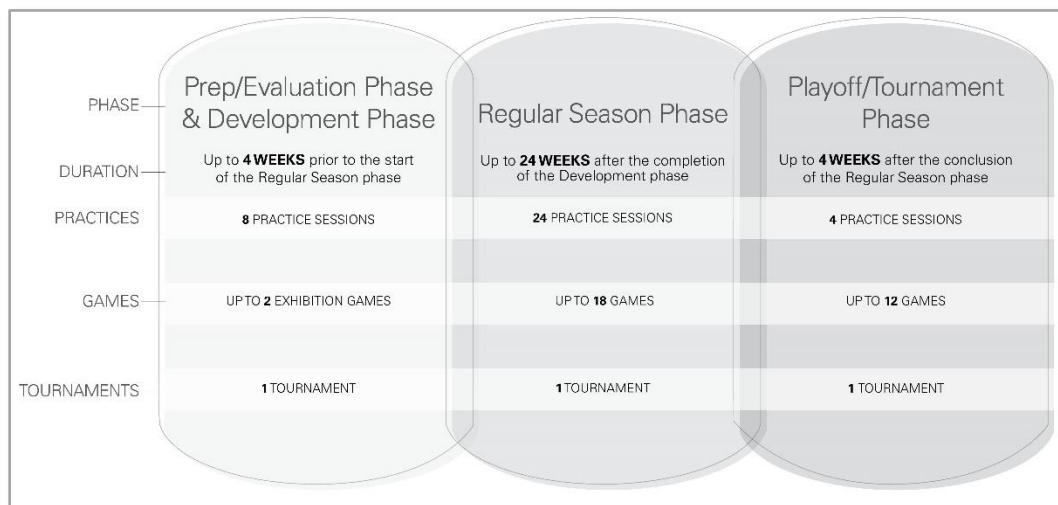 PHASE
Prep/Evaluation Phase
& Development Phase
Regular Season Phase
Playoff/Tournament
Phase
DURATION
Up to 4 WEEKS prior to the start
of the Regular Season phase
Up to 24 WEEKS after the completion
of the Development phase
Up to 4 WEEKS after the conclusion
of the Regular Season phase
PRACTICES
8 PRACTICE SESSIONS
24 PRACTICE SESSIONS
4 PRACTICE SESSIONS
GAMES
UP TO 2 EXHIBITION GAMES
UP TO 18 GAMES
UP TO 12 GAMES
TOURNAMENTS
1 TOURNAMENT
1 TOURNAMENT
1 TOURNAMENT